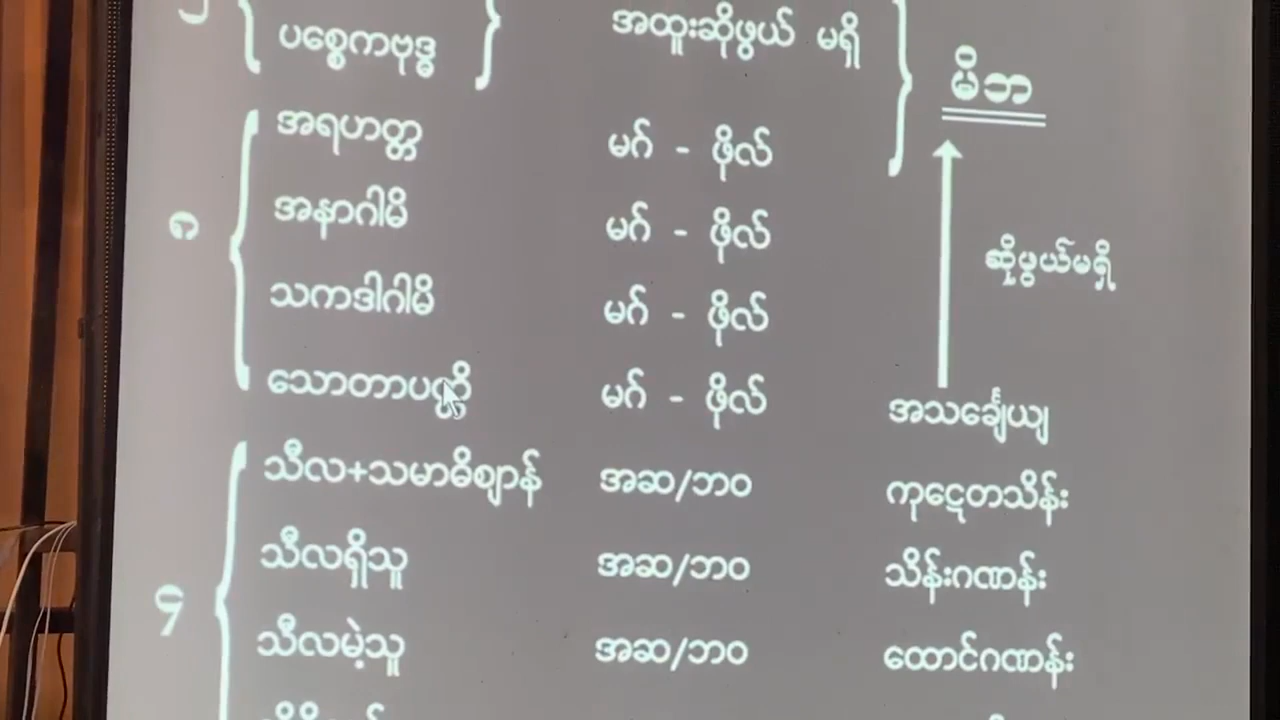 ပစ္စေကဗုဒ္ဓ အထူးဆိုဖွယ် မရှိ
မိဘ
အရဟတ္တ မဂ် - ဖိုလ်
၈ အနာဂါမိ မဂ် - ဖိုလ်
ဆိုဖွယ်မရှိ
သကဒါဂါမိ မဂ် - ဖိုလ်
သောတာပတ္တိ မဂ် - ဖိုလ် အသင်္ချေယျ
သီလ+သမာဓိဈာန် အဆ/ဘဝ ကုဋေတသိန်း
သီလရှိသူ အဆ/ဘဝ သိန်းဂဏန်း
၄ သီလမဲ့သူ အဆ/ဘဝ ထောင်ဂဏန်း